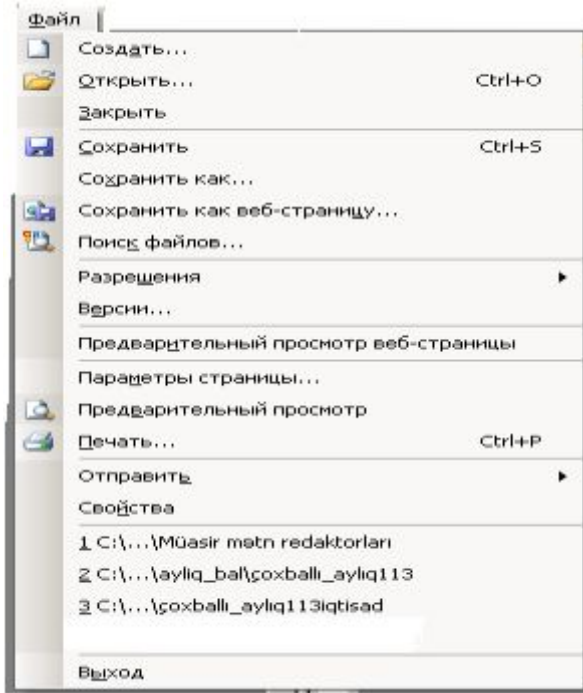 Файл
Создать...
Открыть... Ctrl+O
Закрыть
Сохранить Ctrl+S
Сохранить как...
Сохранить как веб-страницу...
Поиск файлов...
Разрешения
Версии...
Предварительный просмотр веб-страницы
Параметры страницы...
Предварительный просмотр
Печать... Ctrl+P
Отправить
Свойства
1 C:\...\Müasir mətn redaktorları
2 C:\...\aylıq_bal\çoxballı_aylıq113
3 C:\...\çoxballı_aylıq113iqtisad
Выход